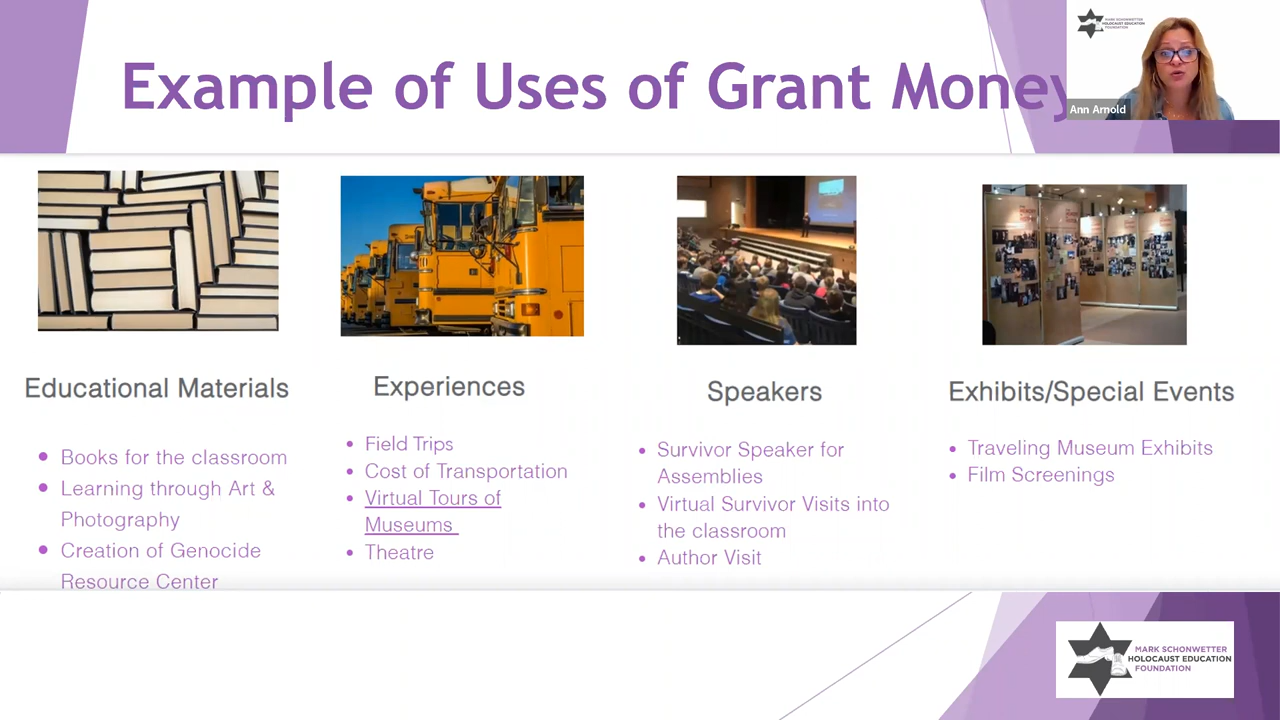 Example of Uses of Grant Money
MARK SCHONWETTER
HOLOCAUST EDUCATION
FOUNDATION
Ann Arnold
Educational Materials
• Books for the classroom
• Learning through Art &
Photography
• Creation of Genocide
Resource Center
Experiences
• Field Trips
• Cost of Transportation
• Virtual Tours of
Museums
• Theatre
Speakers
• Survivor Speaker for
Assemblies
• Virtual Survivor Visits into
the classroom
• Author Visit
Exhibits/Special Events
• Traveling Museum Exhibits
• Film Screenings
MARK SCHONWETTER
HOLOCAUST EDUCATION
FOUNDATION